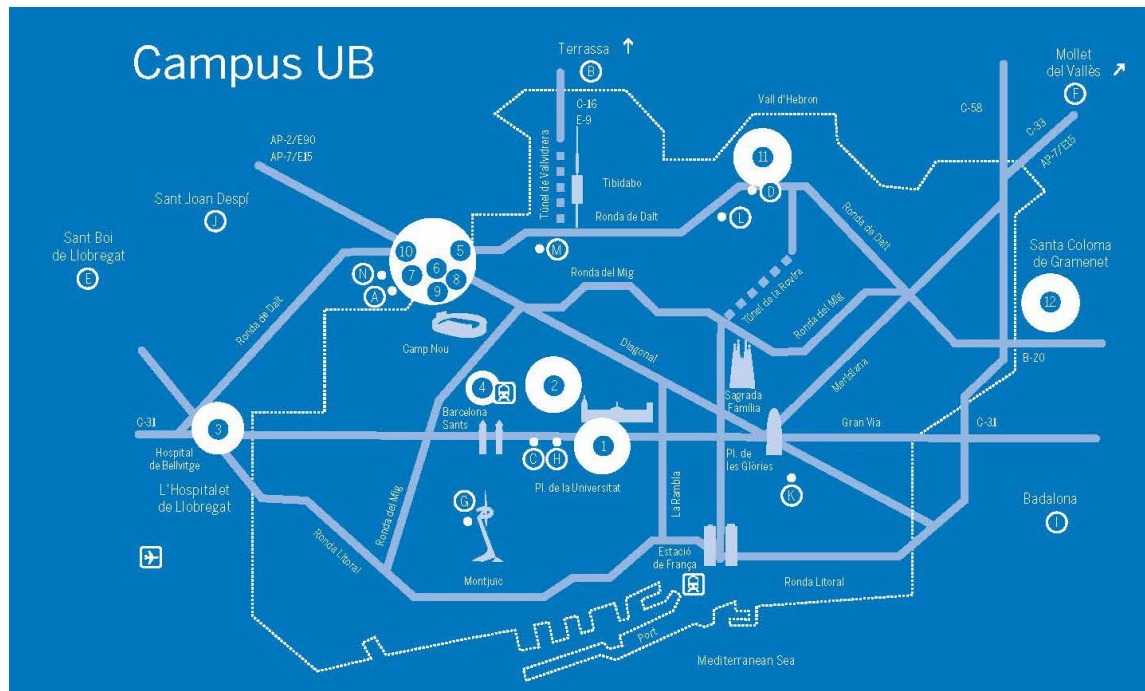 Campus UB
Terrassa ↑
B
Mollet
del Vallès ↗
F
C-16
E-9
Vall d'Hebron
C-58
C-33
AP-7/E15
AP-2/E90
AP-7/E15
Túnel de Vallvidrera
Tibidabo
11
D
L
Ronda de Dalt
Ronda de Dalt
Sant Joan Despí
J
Sant Boi
de Llobregat
E
Santa Coloma
de Gramenet
12
10
5
6
7
8
9
N
A
M
Ronda del Mig
Túnel de la Rovira
Ronda del Mig
Ronda de Dalt
Camp Nou
Diagonal
Meridiana
B-20
4
2
Barcelona
Sants
Sagrada
Família
C-31
3
Hospital
de Bellvitge
1
C
H
Pl. de la Universitat
Pl. de
les Glòries
Gran Via
C-31
L'Hospitalet
de Llobregat
Ronda del Mig
G
La Rambla
K
Badalona
I
Ronda Litoral
Montjuïc
Estació
de França
Ronda Litoral
Port
Mediterranean Sea